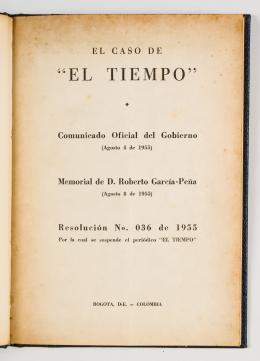 EL CASO DE
“EL TIEMPO”
Comunicado Oficial del Gobierno
(Agosto 4 de 1955)
Memorial de D. Roberto García-Peña
(Agosto 8 de 1955)
Resolución No. 036 de 1955
Por la cual se suspende el periódico "EL TIEMPO"
BOGOTA, D-E. — COLOMBIA